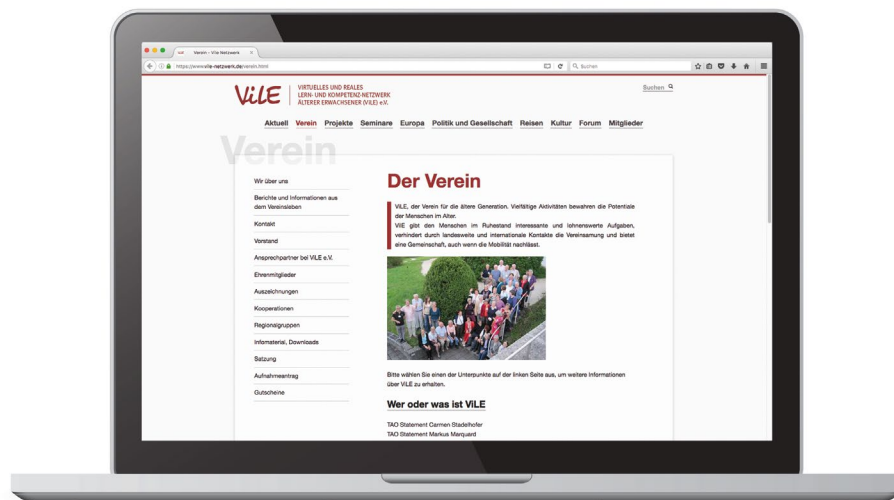 ViLE Verein - Vile Netzwerk
https://www.vile-netzwerk.de/verein.html
Suchen
ViLE
VIRTUELLES UND REALES
LERN- UND KOMPETENZ-NETZWERK
ÄLTERER ERWACHSENER (ViLE) e.V.
Suchen
Aktuell Verein Projekte Seminare Europa Politik und Gesellschaft Reisen Kultur Forum Mitglieder
Verein
Wir über uns
Berichte und Informationen aus
dem Vereinsleben
Kontakt
Vorstand
Ansprechpartner bei ViLE e.V.
Ehrenmitglieder
Auszeichnungen
Kooperationen
Regionalgruppen
Infomaterial, Downloads
Satzung
Aufnahmeantrag
Gutscheine
Der Verein
ViLE, der Verein für die ältere Generation. Vielfältige Aktivitäten bewahren die Potentiale
der Menschen im Alter.
VilE gibt den Menschen im Ruhestand interessante und lohnenswerte Aufgaben,
verhindert durch landesweite und internationale Kontakte die Vereinsamung und bietet
eine Gemeinschaft, auch wenn die Mobilität nachlässt.
Bitte wählen Sie einen der Unterpunkte auf der linken Seite aus, um weitere Informationen
über ViLE zu erhalten.
Wer oder was ist ViLE
TAO Statement Carmen Stadelhofer
TAO Statement Markus Marquard